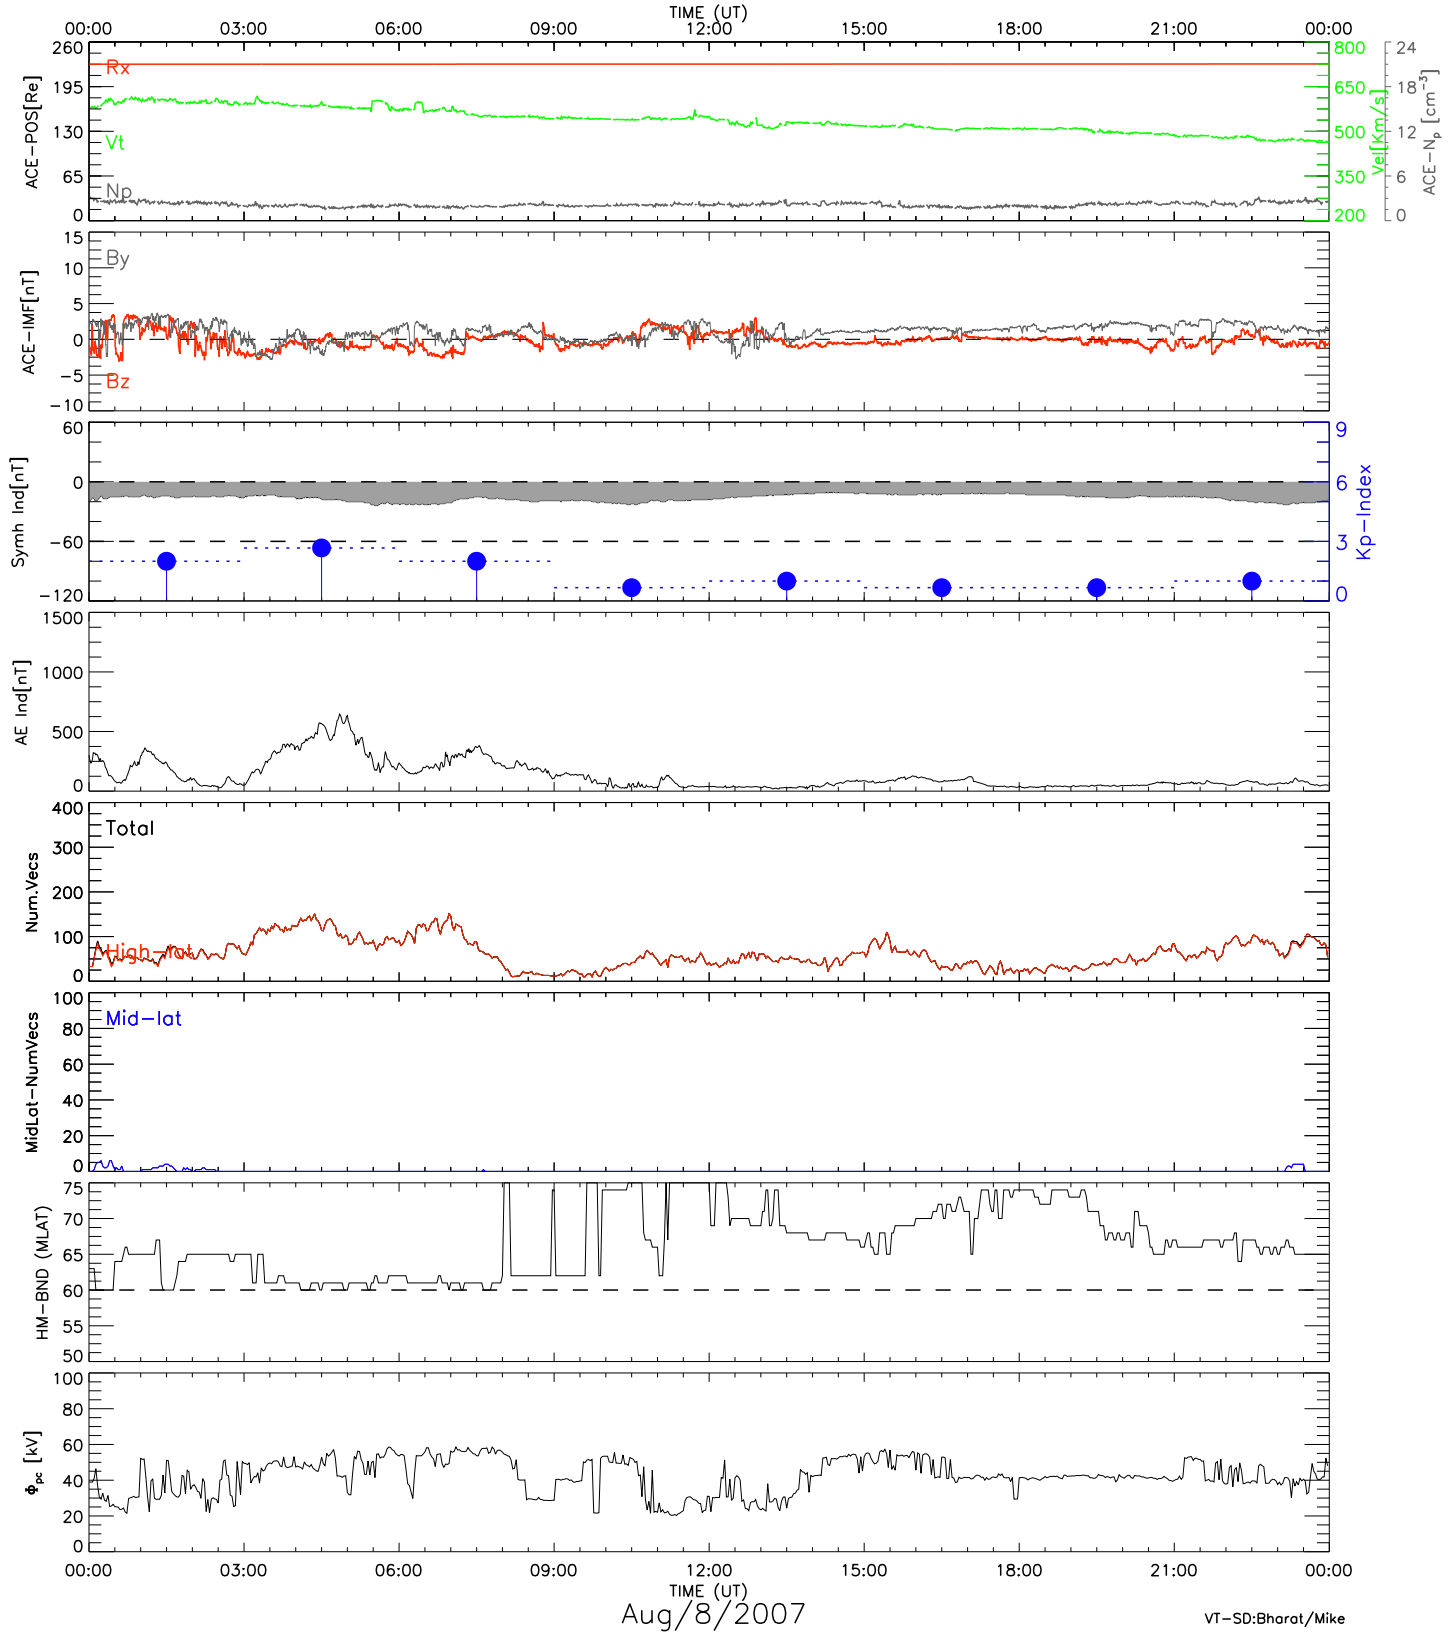 TIME (UT)
00:00 03:00 06:00 09:00 12:00 15:00 18:00 21:00 00:00
260 195 130 65 0
ACE-POS[Re]
Rx
Vt
Np
800 650 500 350 200
Vel[Km/s]
24 18 12 6 0
ACE-Np [cm-3]
15 10 5 0 -5 -10
ACE-IMF[nT]
By
Bz
60 0 -60 -120
Symh Ind[nT]
9 6 3 0
Kp-Index
1500 1000 500 0
AE Ind[nT]
400 300 200 100 0
Num.Vecs
Total
High-lat
100 80 60 40 20 0
MidLat-NumVecs
Mid-lat
75 70 65 60 55 50
HM-BND (MLAT)
100 80 60 40 20 0
Φpc [kV]
00:00 03:00 06:00 09:00 12:00 15:00 18:00 21:00 00:00
TIME (UT)
Aug/8/2007
VT-SD:Bharat/Mike